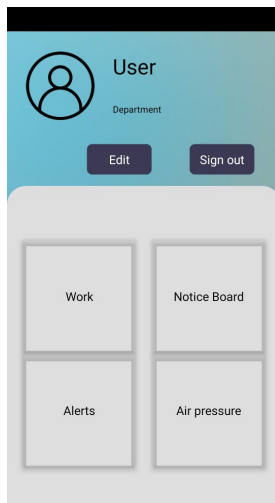 User
Department
Edit Sign out
Work Notice Board
Alerts Air pressure